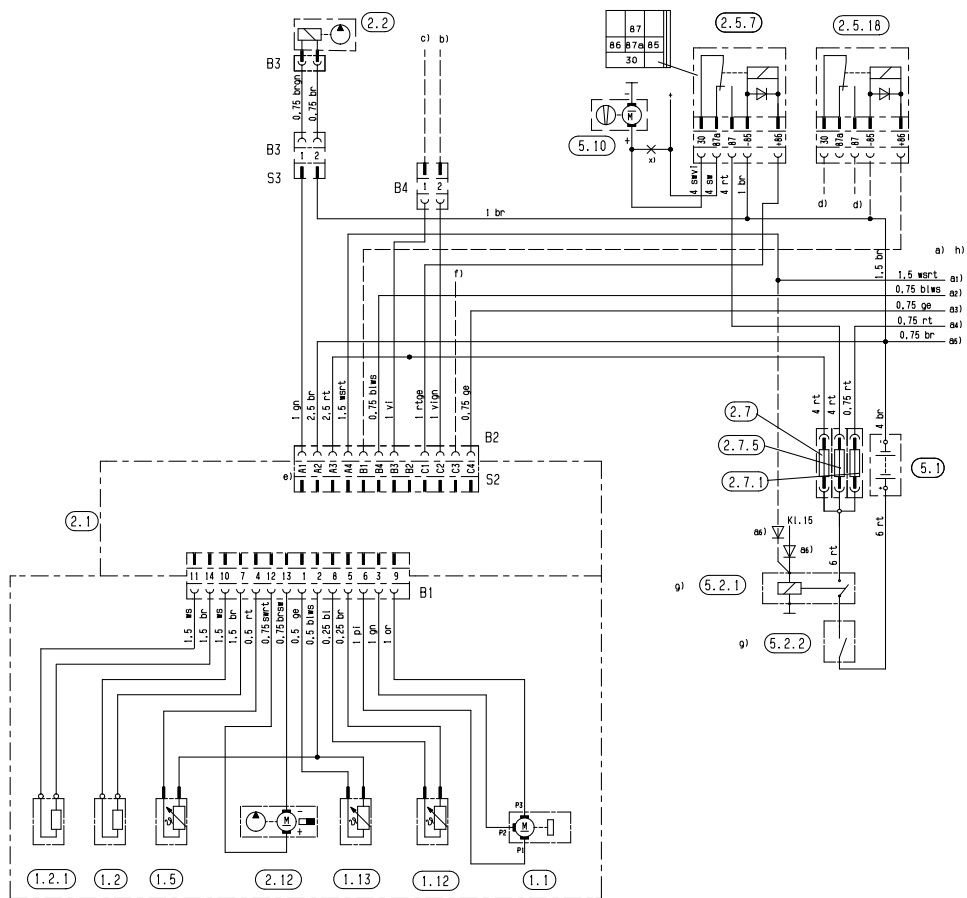 2.2
c) b)
87
86 87a 85
30
2.5.7
2.5.18
B3
0,75 brgn
0,75 br
B3
1 2
S3
B4
1 2
5.10
M
-
+
+
x)
30 87a 87 -85 +86
30 87a 87 -85 +86
4 swvi
4 sw
4 rt
1 br
d) d)
1 br
1,5 br
a) h)
f)
1,5 wsrt a1)
0,75 blws a2)
0,75 ge a3)
0,75 rt a4)
0,75 br a5)
1 gn
2,5 br
2,5 rt
1,5 wsrt
0,75 blws
1 vi
1 rtge
1 vign
0,75 ge
4 rt
4 rt
0,75 rt
4 br
B2
e) A1 A2 A3 A4 B1 B4 B3 B2 C1 C2 C3 C4
S2
2.7
2.7.5
2.7.1
5.1
-
+
2.1
a6)
Kl.15
a6)
6 rt
6 rt
11 14 10 7 4 12 13 1 2 8 5 6 3 9
B1
g) 5.2.1
g) 5.2.2
1,5 ws
1,5 br
1,5 ws
1,5 br
0,5 rt
0,75 swrt
0,75 brsw
0,5 ge
0,5 blws
0,25 bl
0,25 br
1 pi
1 gn
1 or
ϑ
M
-
+
ϑ
ϑ
P3
P2
M
P1
1.2.1
1.2
1.5
2.12
1.13
1.12
1.1